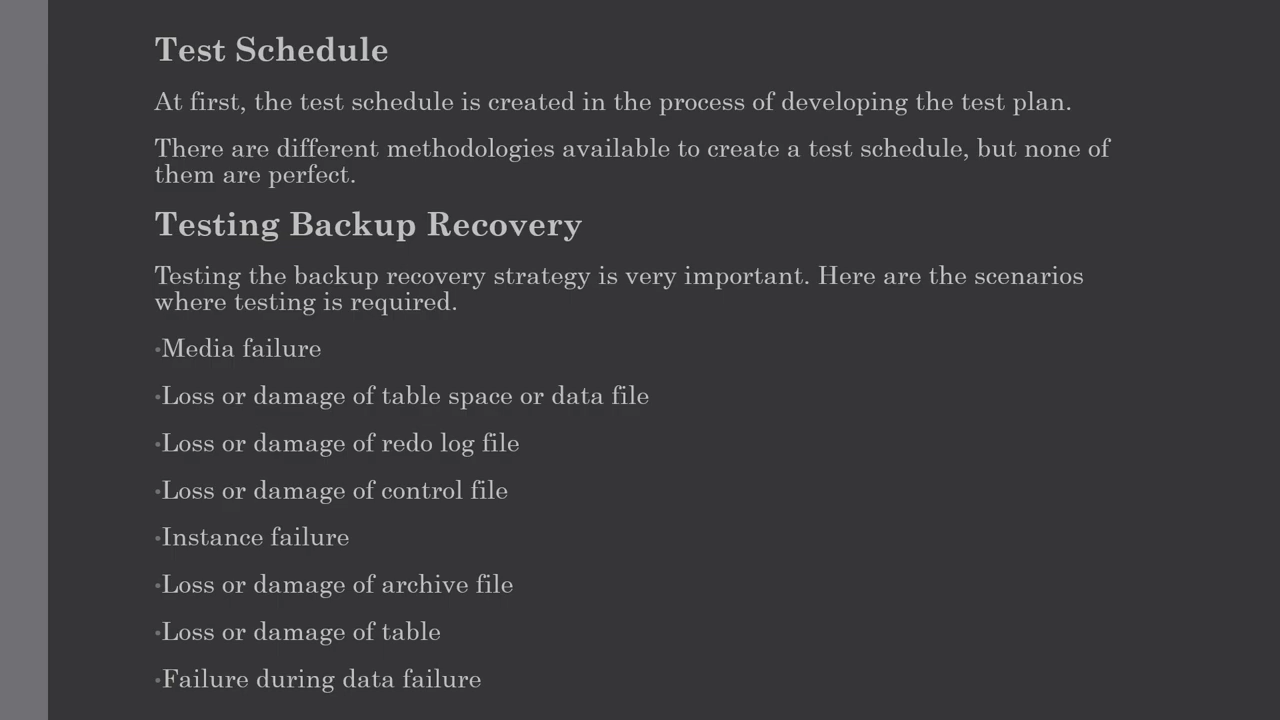 Test Schedule
At first, the test schedule is created in the process of developing the test plan.
There are different methodologies available to create a test schedule, but none of
them are perfect.
Testing Backup Recovery
Testing the backup recovery strategy is very important. Here are the scenarios
where testing is required.
•Media failure
•Loss or damage of table space or data file
•Loss or damage of redo log file
•Loss or damage of control file
•Instance failure
•Loss or damage of archive file
•Loss or damage of table
•Failure during data failure